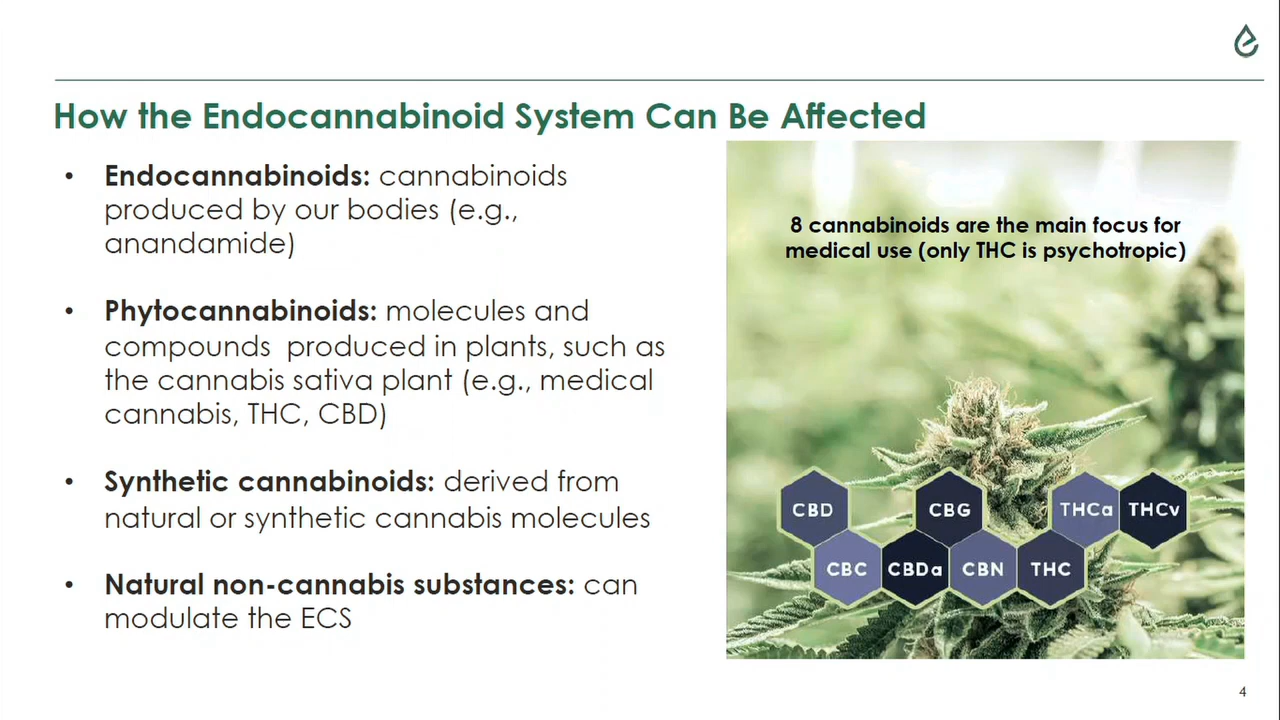 How the Endocannabinoid System Can Be Affected
• Endocannabinoids: cannabinoids
produced by our bodies (e.g.,
anandamide)
• Phytocannabinoids: molecules and
compounds  produced in plants, such as
the cannabis sativa plant (e.g., medical
cannabis, THC, CBD)
• Synthetic cannabinoids: derived from
natural or synthetic cannabis molecules
• Natural non-cannabis substances: can
modulate the ECS
8 cannabinoids are the main focus for
medical use (only THC is psychotropic)
CBD CBG THCa THCv
CBC CBDa CBN THC
4